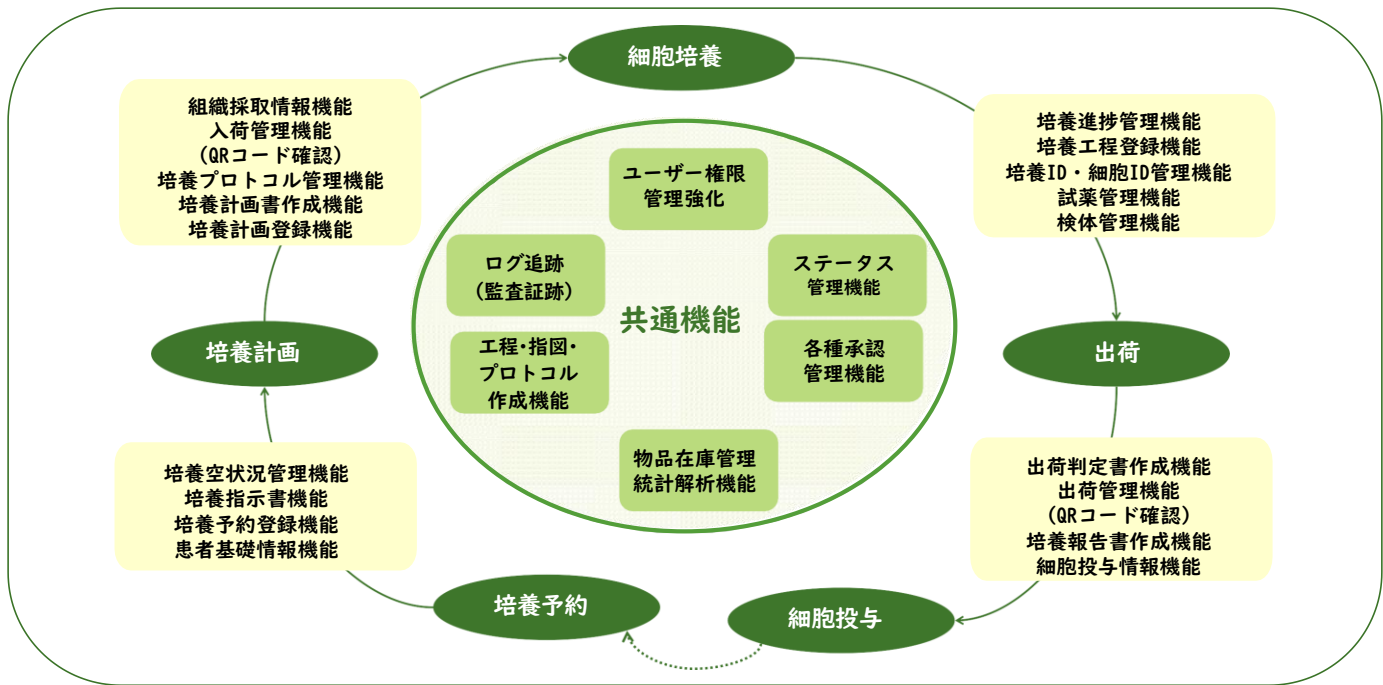 細胞培養
組織採取情報機能
入荷管理機能
（QRコード確認）
培養プロトコル管理機能
培養計画書作成機能
培養計画登録機能
培養進捗管理機能
培養工程登録機能
培養ID・細胞ID管理機能
試薬管理機能
検体管理機能
ユーザー権限
管理強化
ログ追跡
（監査証跡）
ステータス
管理機能
共通機能
工程･指図･
プロトコル
作成機能
各種承認
管理機能
培養計画
出荷
物品在庫管理
統計解析機能
培養空状況管理機能
培養指示書機能
培養予約登録機能
患者基礎情報機能
出荷判定書作成機能
出荷管理機能
（QRコード確認）
培養報告書作成機能
細胞投与情報機能
培養予約
細胞投与